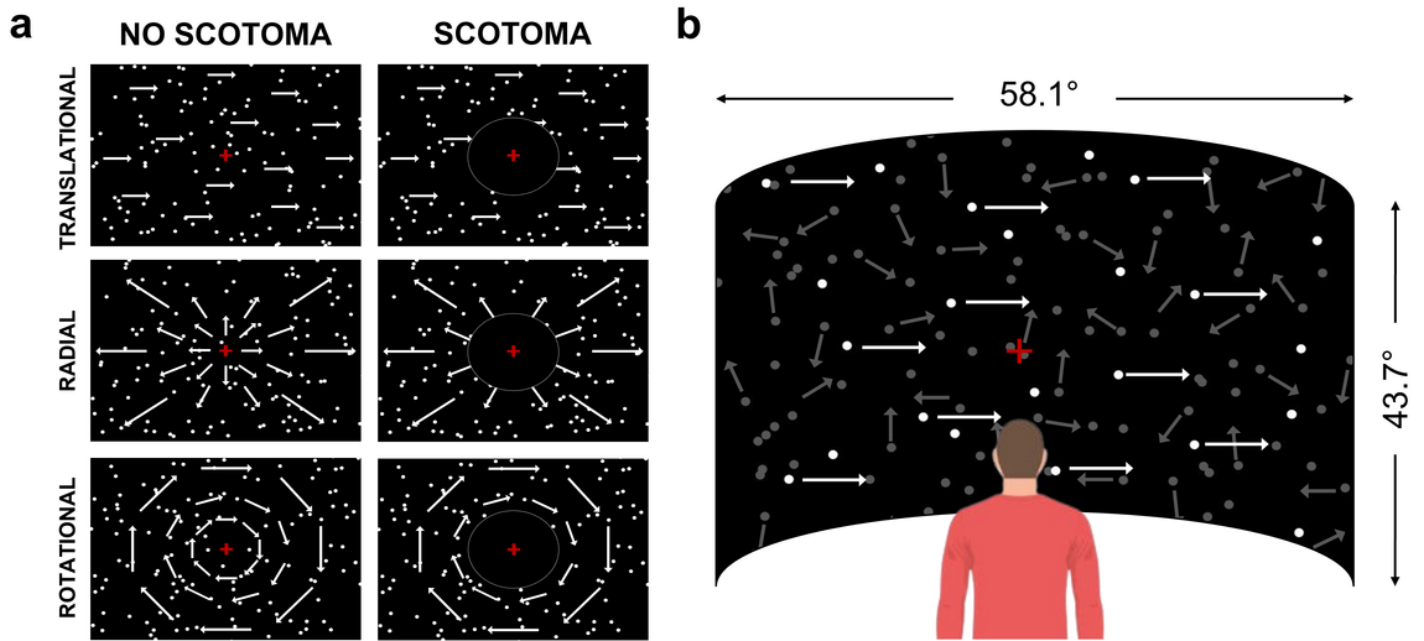 a
NO SCOTOMA
SCOTOMA
TRANSLATIONAL
RADIAL
ROTATIONAL
b
58.1°
43.7°